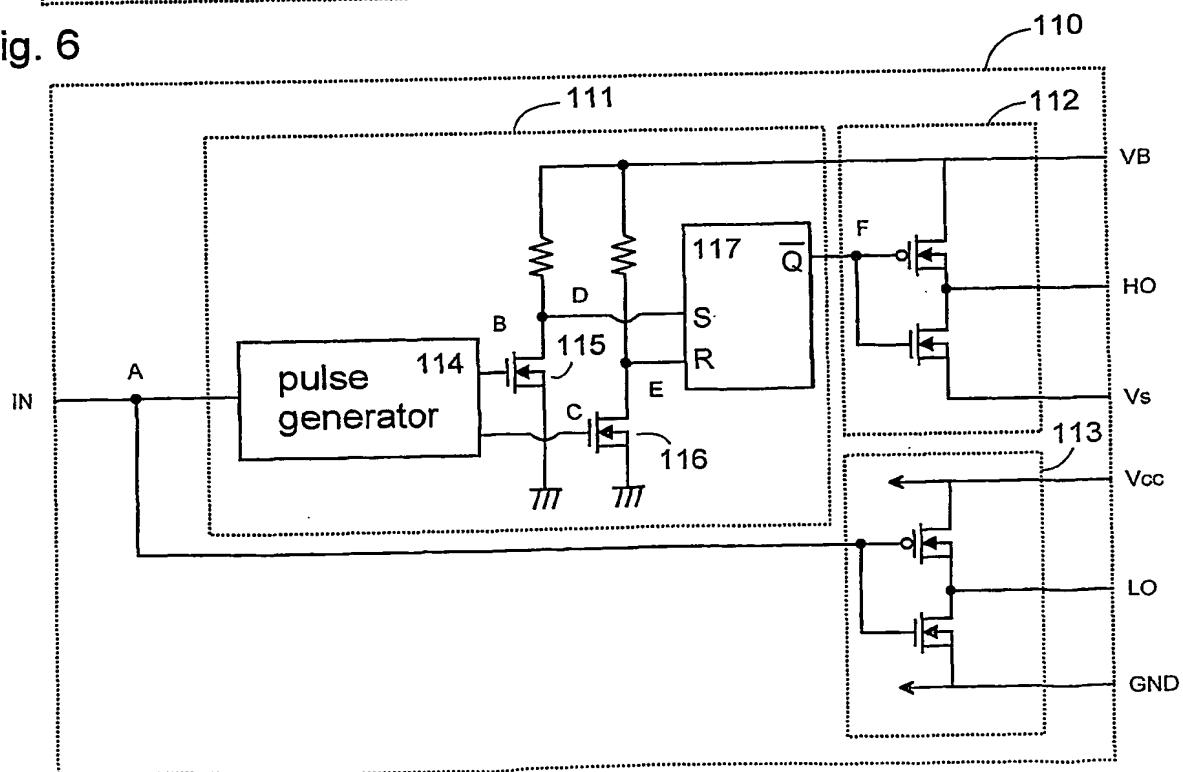 ig. 6
110
111
112
VB
117
Q̅
F
HO
D
S
B
114
115
R
A
pulse
generator
E
IN
Vs
C
116
113
Vcc
LO
GND